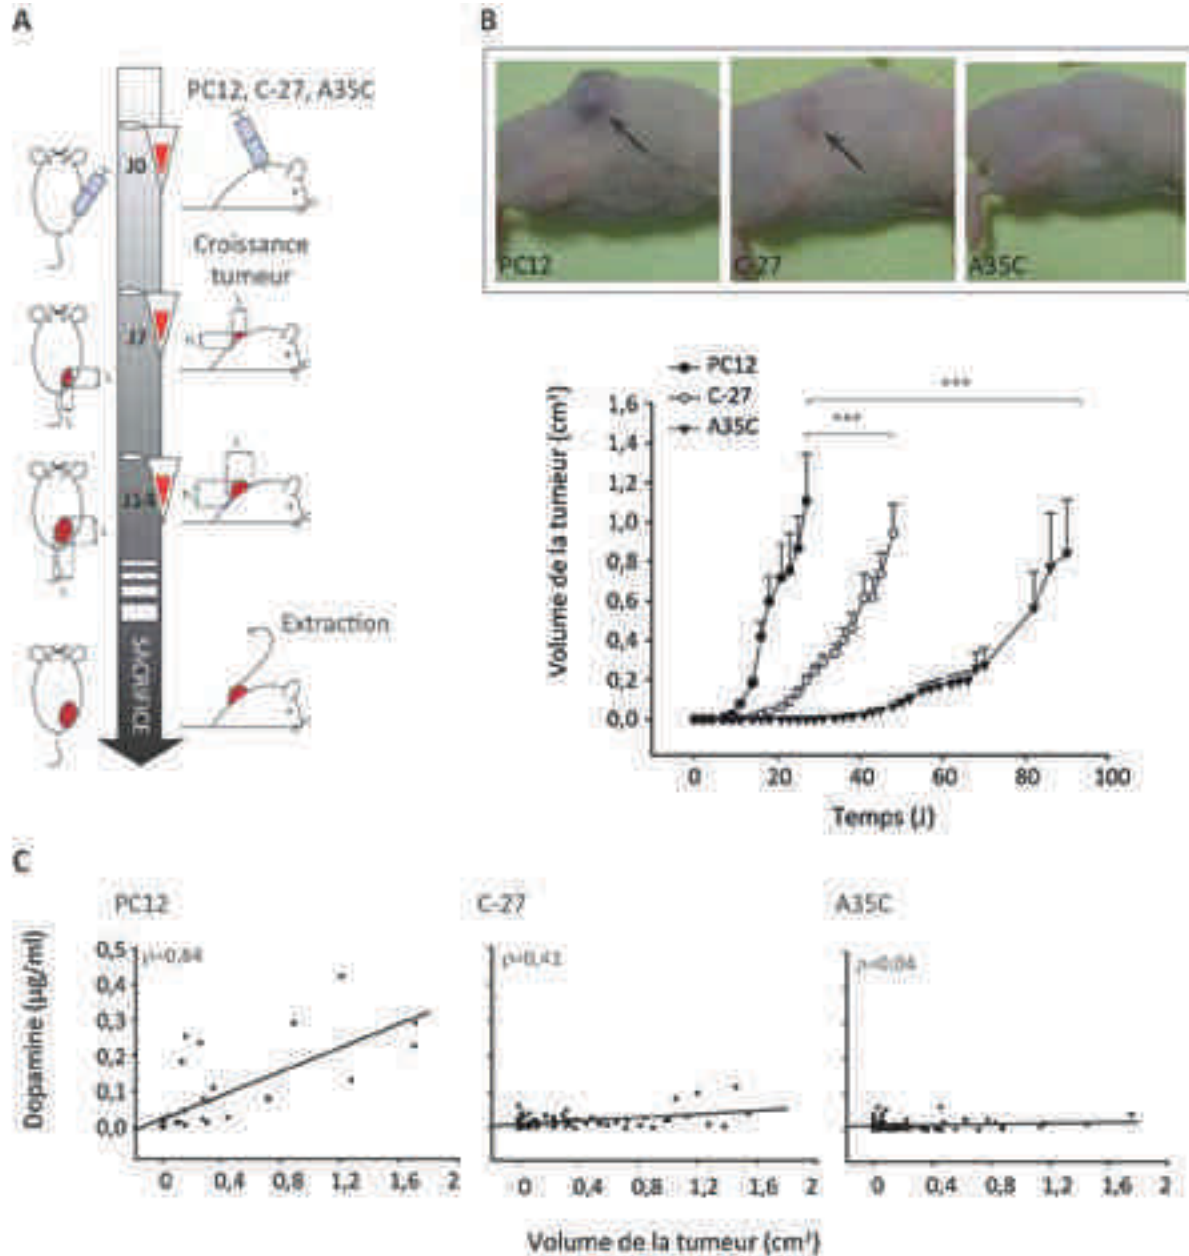 A
PC12, C-27, A35C
J0
Croissance
tumeur
J7
J14
Extraction
SACRIFICE
B
PC12
C-27
A35C
PC12
C-27
A35C
***
***
Volume de la tumeur (cm³)
1,6
1,4
1,2
1,0
0,8
0,6
0,4
0,2
0,0
0 20 40 60 80 100
Temps (J)
C
PC12
C-27
A35C
Dopamine (µg/ml)
0,5
0,4
0,3
0,2
0,1
0,0
ρ=0,84
0 0,4 0,8 1,2 1,6 2
0 0,4 0,8 1,2 1,6 2
0 0,4 0,8 1,2 1,6 2
Volume de la tumeur (cm³)